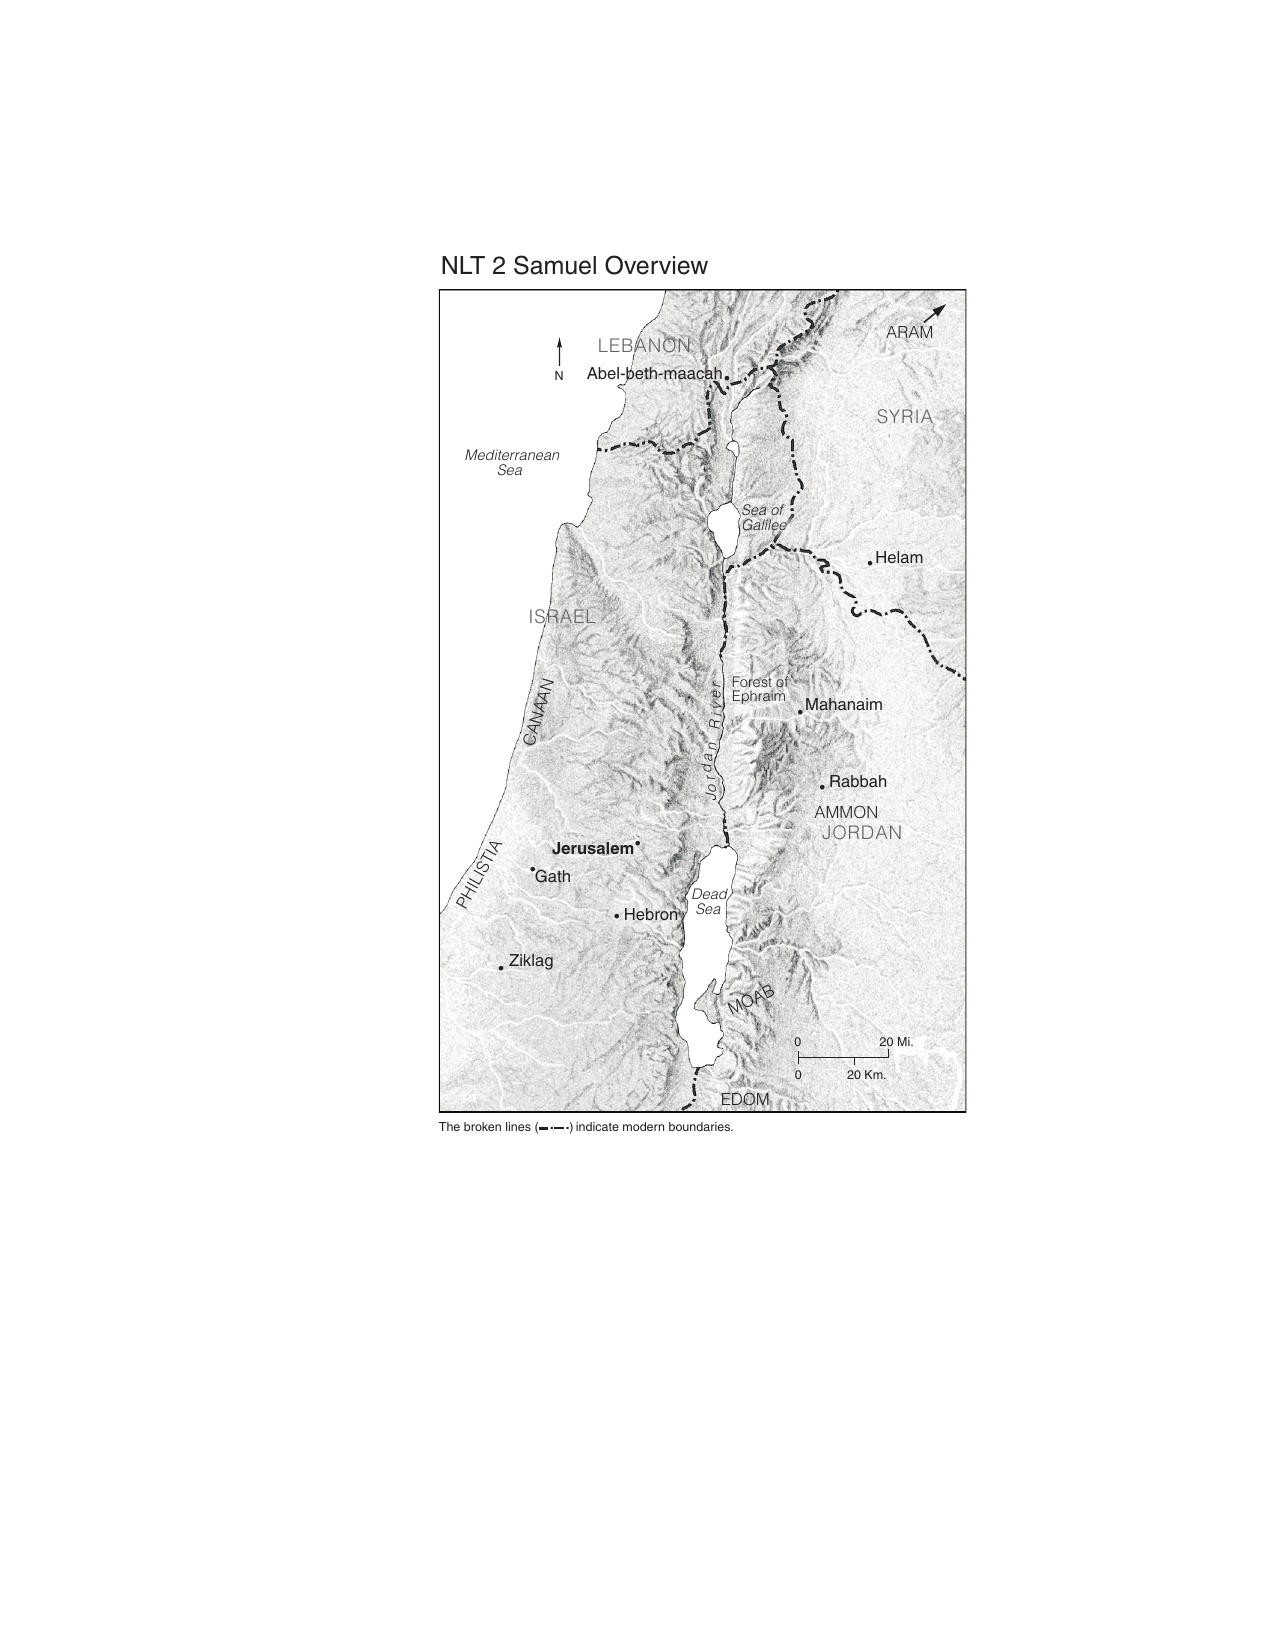 NLT 2 Samuel Overview
ARAM
LEBANON
N
Abel-beth-maacah
SYRIA
Mediterranean
Sea
Sea of
Galilee
Helam
ISRAEL
Forest of
Ephraim
CANAAN
Jordan River
Mahanaim
Rabbah
AMMON
JORDAN
Jerusalem
PHILISTIA
Gath
Dead
Sea
Hebron
Ziklag
MOAB
0 20 Mi.
0 20 Km.
EDOM
The broken lines (▬·▬·) indicate modern boundaries.